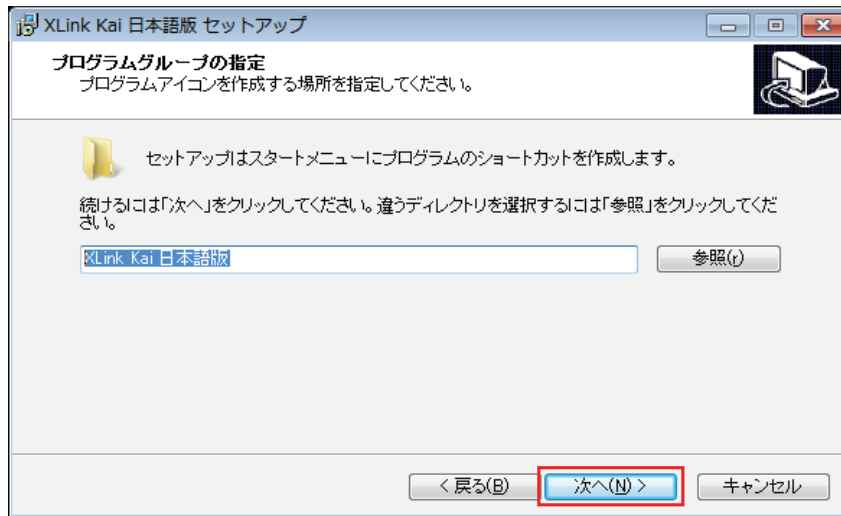 XLink Kai 日本語版 セットアップ
プログラムグループの指定
プログラムアイコンを作成する場所を指定してください。
セットアップはスタートメニューにプログラムのショートカットを作成します。
続けるには「次へ」をクリックしてください。違うディレクトリを選択するには「参照」をクリックしてくだ
さい。
XLink Kai 日本語版
参照(r)
< 戻る(B)
次へ(N) >
キャンセル